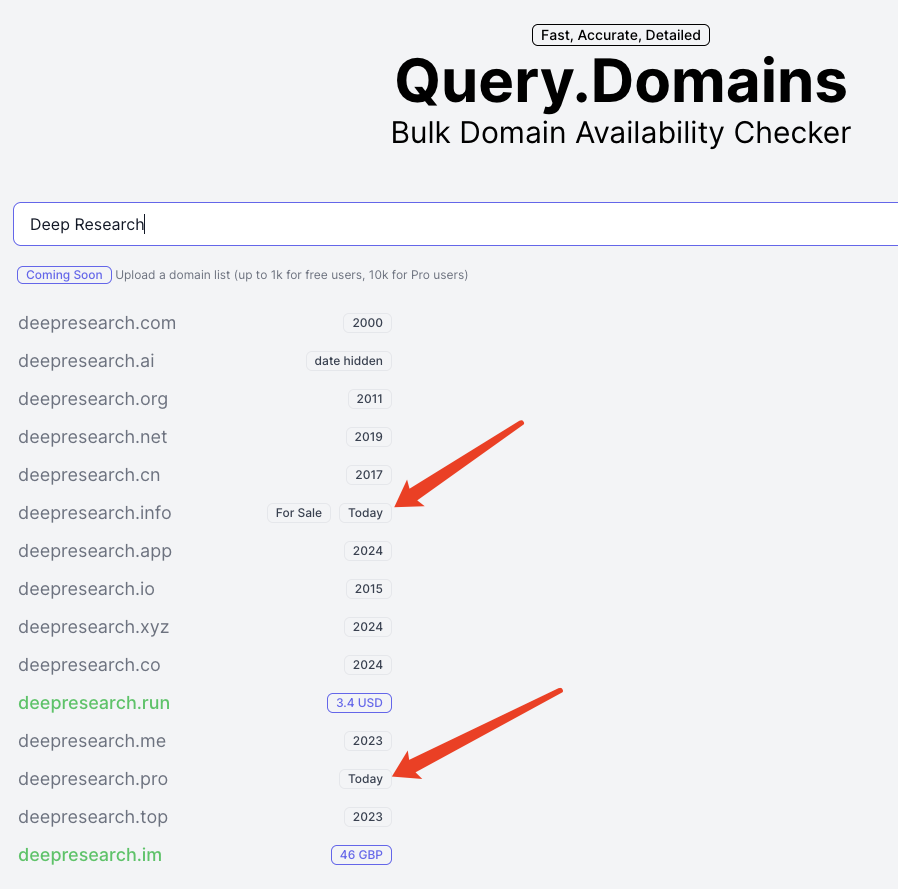 Fast, Accurate, Detailed
Query.Domains
Bulk Domain Availability Checker
Deep Research
Coming Soon Upload a domain list (up to 1k for free users, 10k for Pro users)
deepresearch.com 2000
deepresearch.ai date hidden
deepresearch.org 2011
deepresearch.net 2019
deepresearch.cn 2017
deepresearch.info For Sale Today
deepresearch.app 2024
deepresearch.io 2015
deepresearch.xyz 2024
deepresearch.co 2024
deepresearch.run 3.4 USD
deepresearch.me 2023
deepresearch.pro Today
deepresearch.top 2023
deepresearch.im 46 GBP